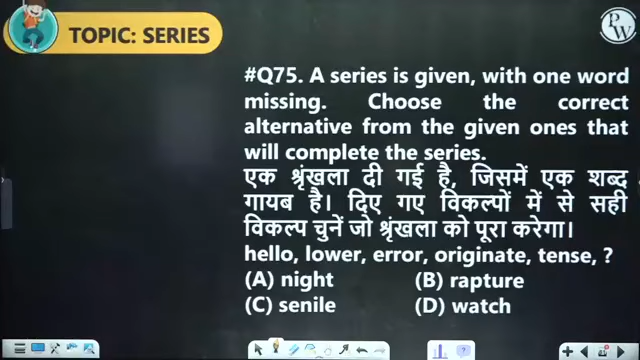 TOPIC: SERIES
PW
#Q75. A series is given, with one word
missing. Choose the correct
alternative from the given ones that
will complete the series.
एक श्रृंखला दी गई है, जिसमें एक शब्द
गायब है। दिए गए विकल्पों में से सही
विकल्प चुनें जो श्रृंखला को पूरा करेगा।
hello, lower, error, originate, tense, ?
(A) night (B) rapture
(C) senile (D) watch